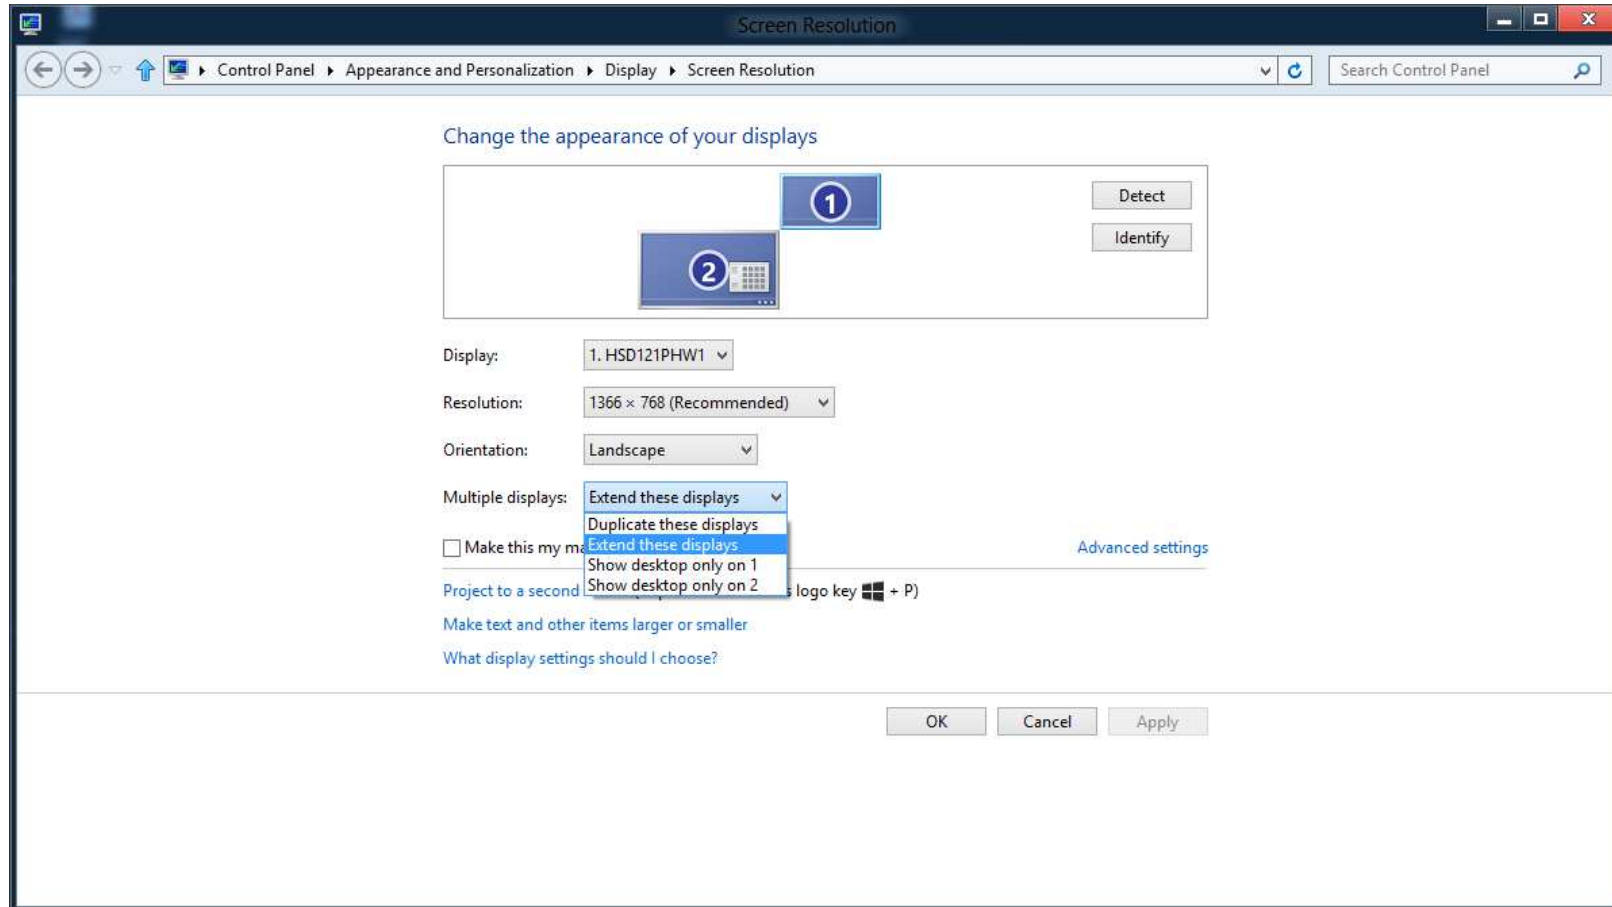 Screen Resolution
Control Panel Appearance and Personalization Display Screen Resolution
Search Control Panel
Change the appearance of your displays
1
Detect
Identify
2
Display: 1. HSD121PHW1
Resolution: 1366 × 768 (Recommended)
Orientation: Landscape
Multiple displays: Extend these displays
Duplicate these displays
Extend these displays
Show desktop only on 1
Show desktop only on 2
Make this my
Advanced settings
Project to a second
logo key + P)
Make text and other items larger or smaller
What display settings should I choose?
OK Cancel Apply